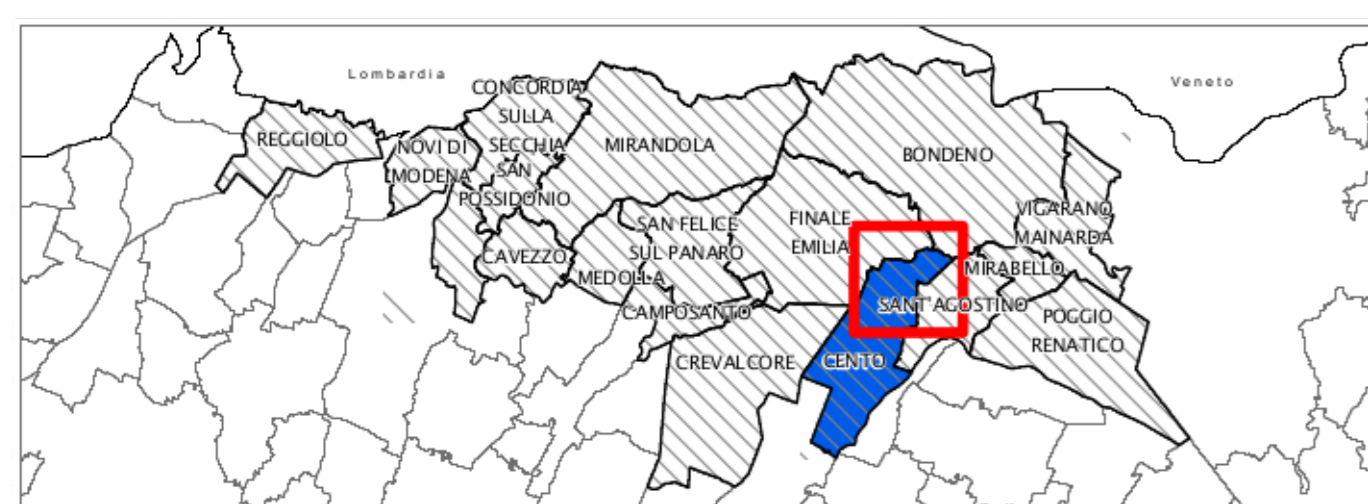 Lombardia
Veneto
CONCORDIA
SULLA
SECCHIA
REGGIOLO
NOVI DI
MODENA
SAN
POSSIDONIO
MIRANDOLA
BONDENO
SAN FELICE
SUL PANARO
FINALE
EMILIA
VIGARANO
MAINARDA
CAVEZZO
MEDOLLA
MIRABELLO
CAMPOSANTO
SANT'AGOSTINO
POGGIO
RENATICO
CREVALCORE
CENTO